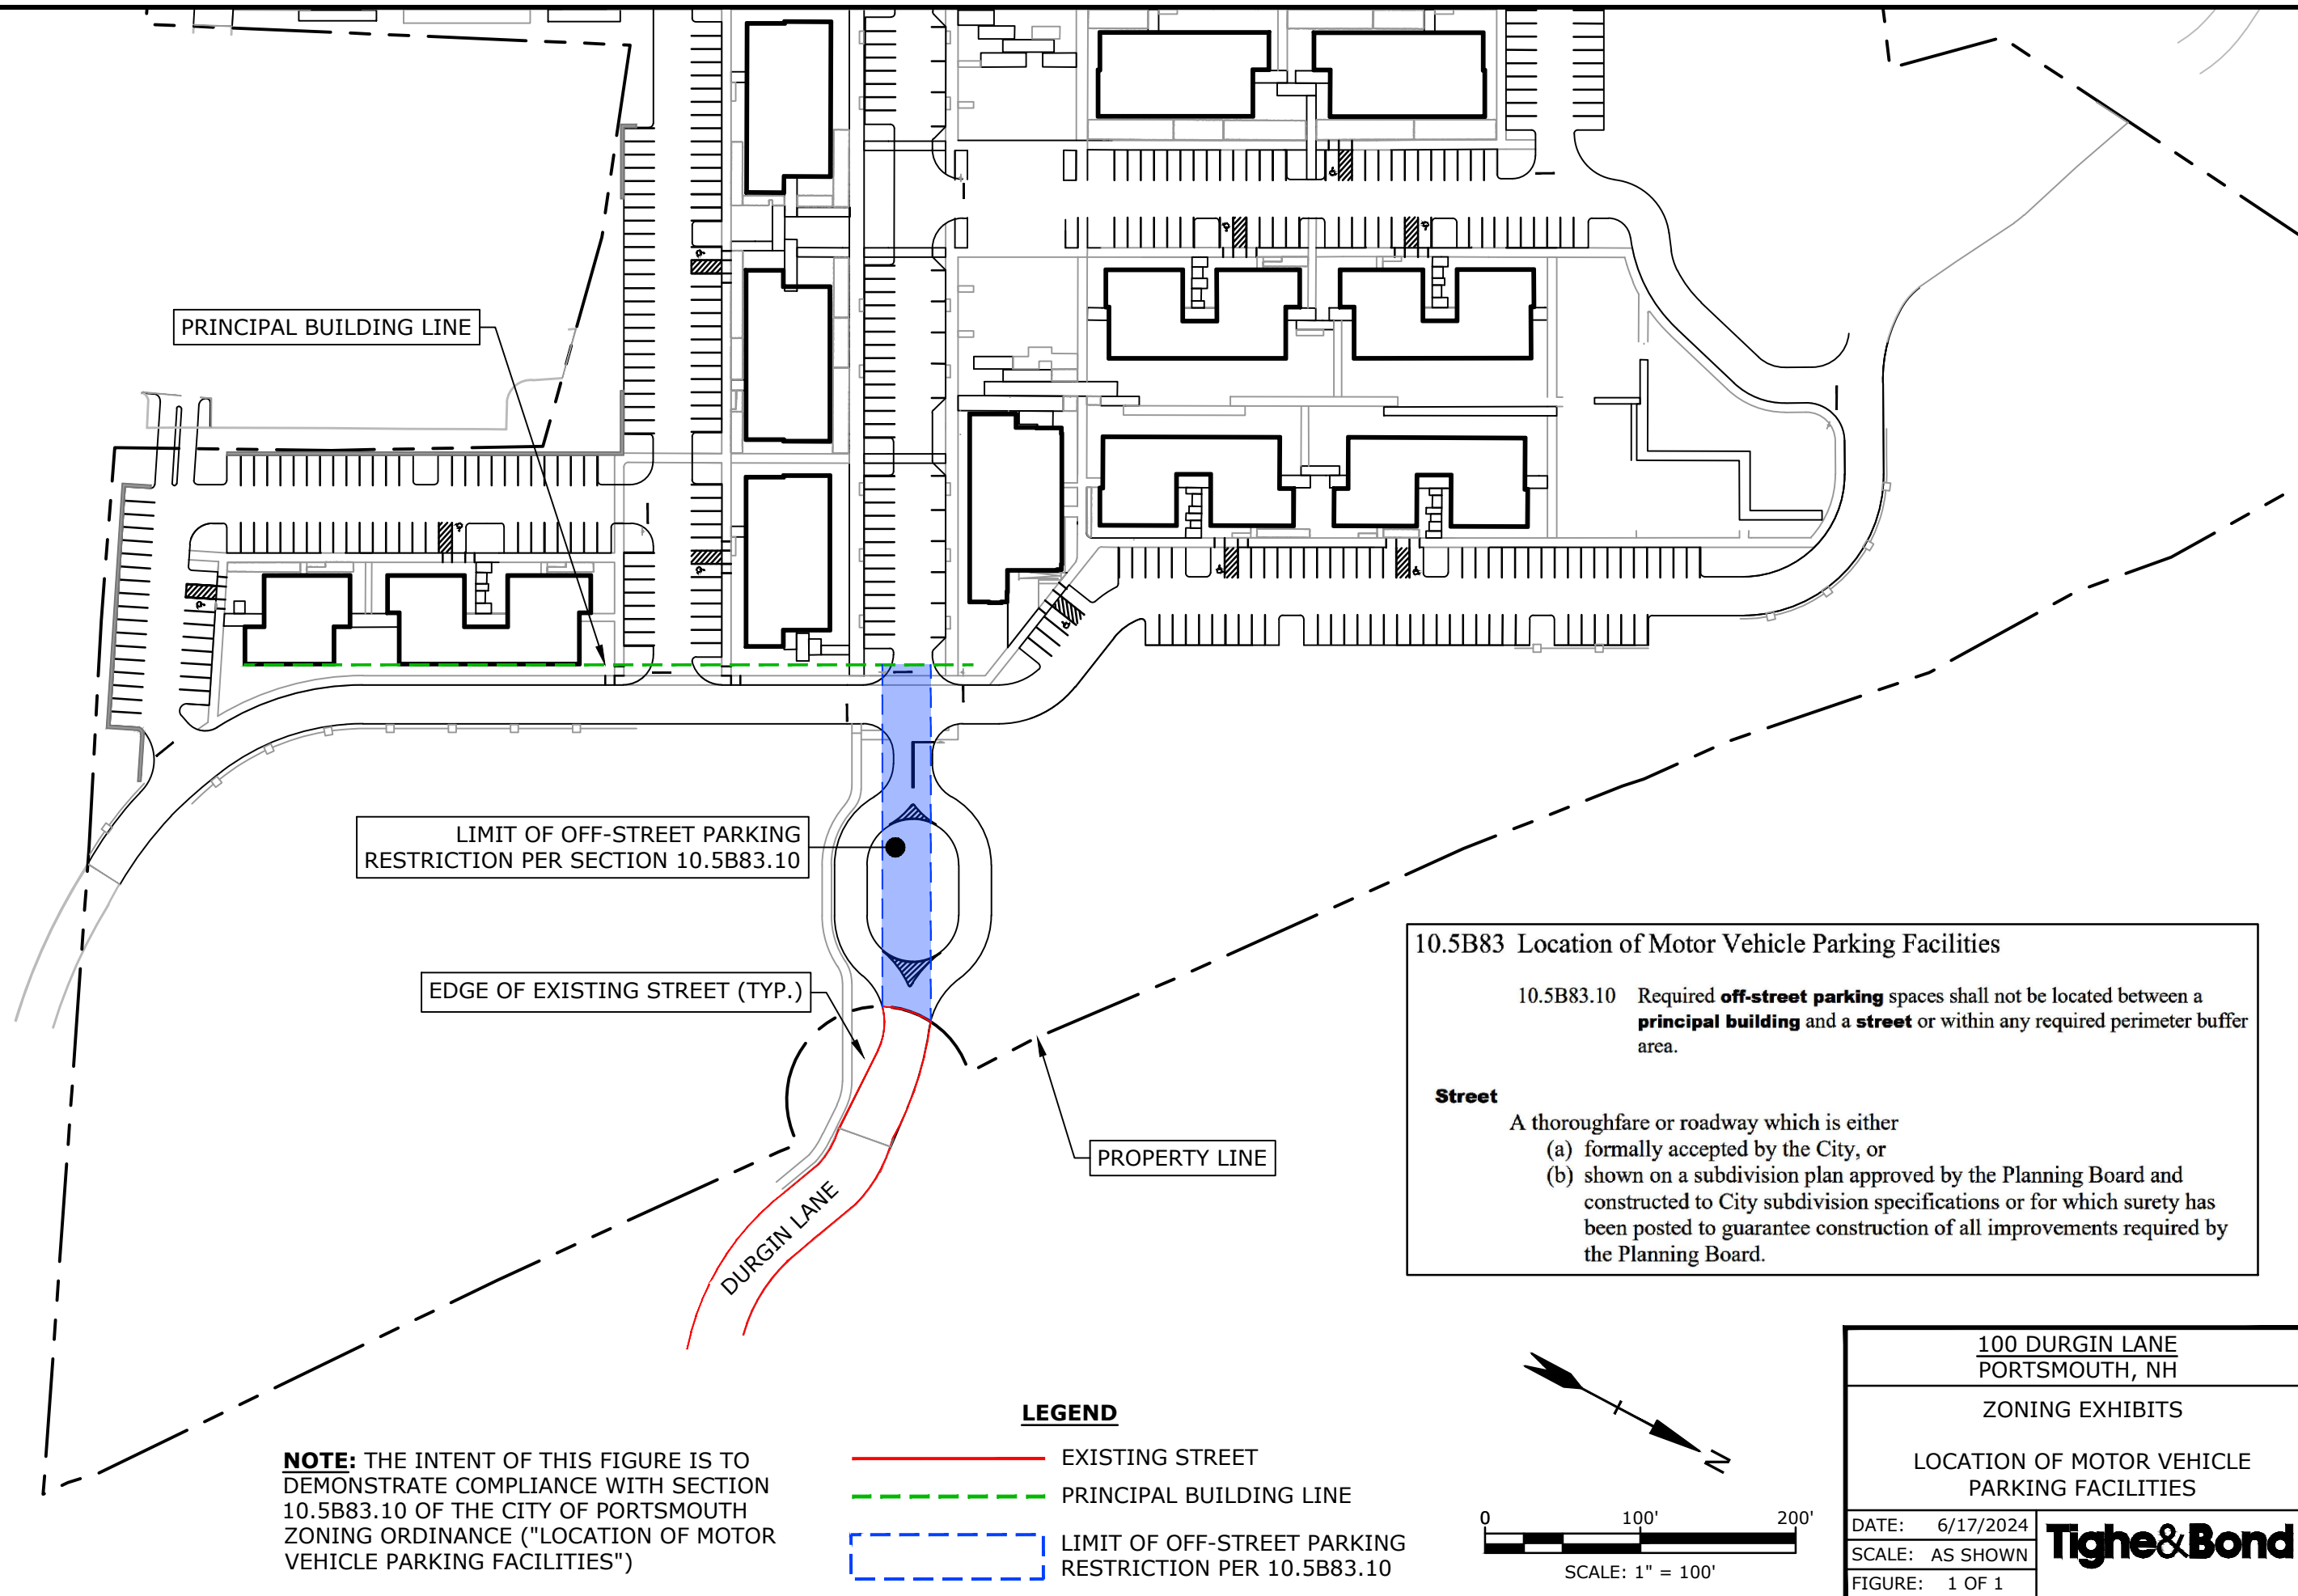 PRINCIPAL BUILDING LINE
LIMIT OF OFF-STREET PARKING
RESTRICTION PER SECTION 10.5B83.10
EDGE OF EXISTING STREET (TYP.)
PROPERTY LINE
DURGIN LANE
10.5B83 Location of Motor Vehicle Parking Facilities
10.5B83.10 Required off-street parking spaces shall not be located between a
principal building and a street or within any required perimeter buffer
area.
Street
A thoroughfare or roadway which is either
(a) formally accepted by the City, or
(b) shown on a subdivision plan approved by the Planning Board and
constructed to City subdivision specifications or for which surety has
been posted to guarantee construction of all improvements required by
the Planning Board.
NOTE: THE INTENT OF THIS FIGURE IS TO
DEMONSTRATE COMPLIANCE WITH SECTION
10.5B83.10 OF THE CITY OF PORTSMOUTH
ZONING ORDINANCE ("LOCATION OF MOTOR
VEHICLE PARKING FACILITIES")
LEGEND
EXISTING STREET
PRINCIPAL BUILDING LINE
LIMIT OF OFF-STREET PARKING
RESTRICTION PER 10.5B83.10
N
0 100' 200'
SCALE: 1" = 100'
100 DURGIN LANE
PORTSMOUTH, NH
ZONING EXHIBITS
LOCATION OF MOTOR VEHICLE
PARKING FACILITIES
DATE: 6/17/2024
SCALE: AS SHOWN
FIGURE: 1 OF 1
Tighe&Bond